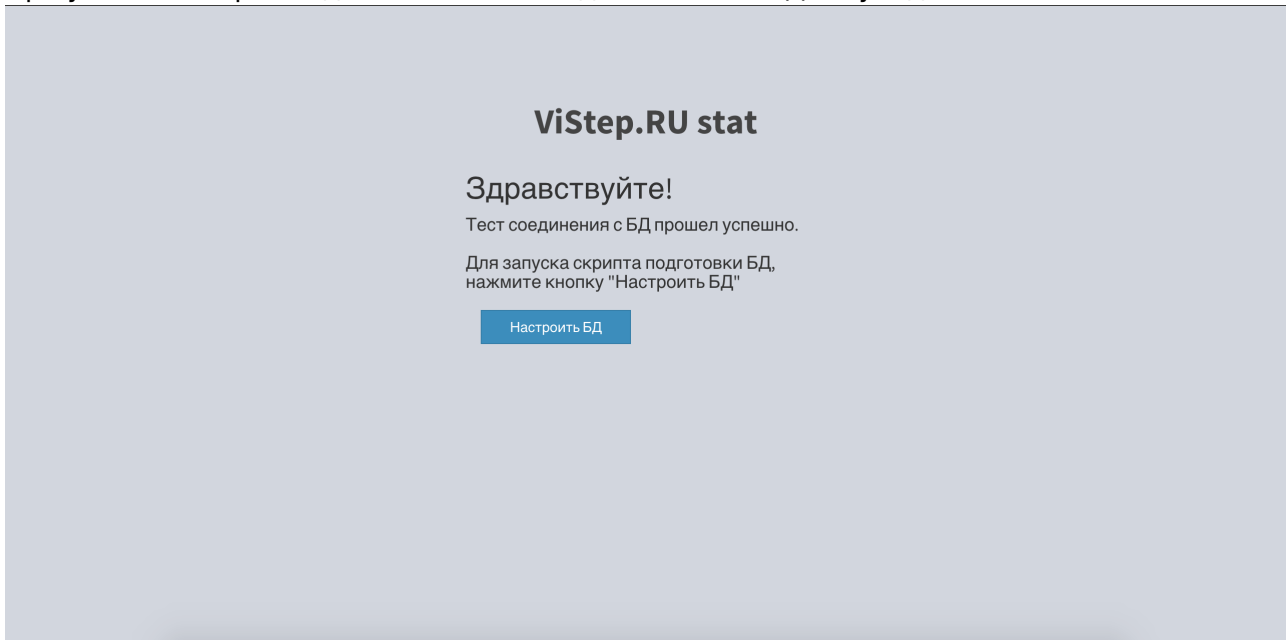 ViStep.RU stat
Здравствуйте!
Тест соединения с БД прошел успешно.
Для запуска скрипта подготовки БД,
нажмите кнопку "Настроить БД"
Настроить БД